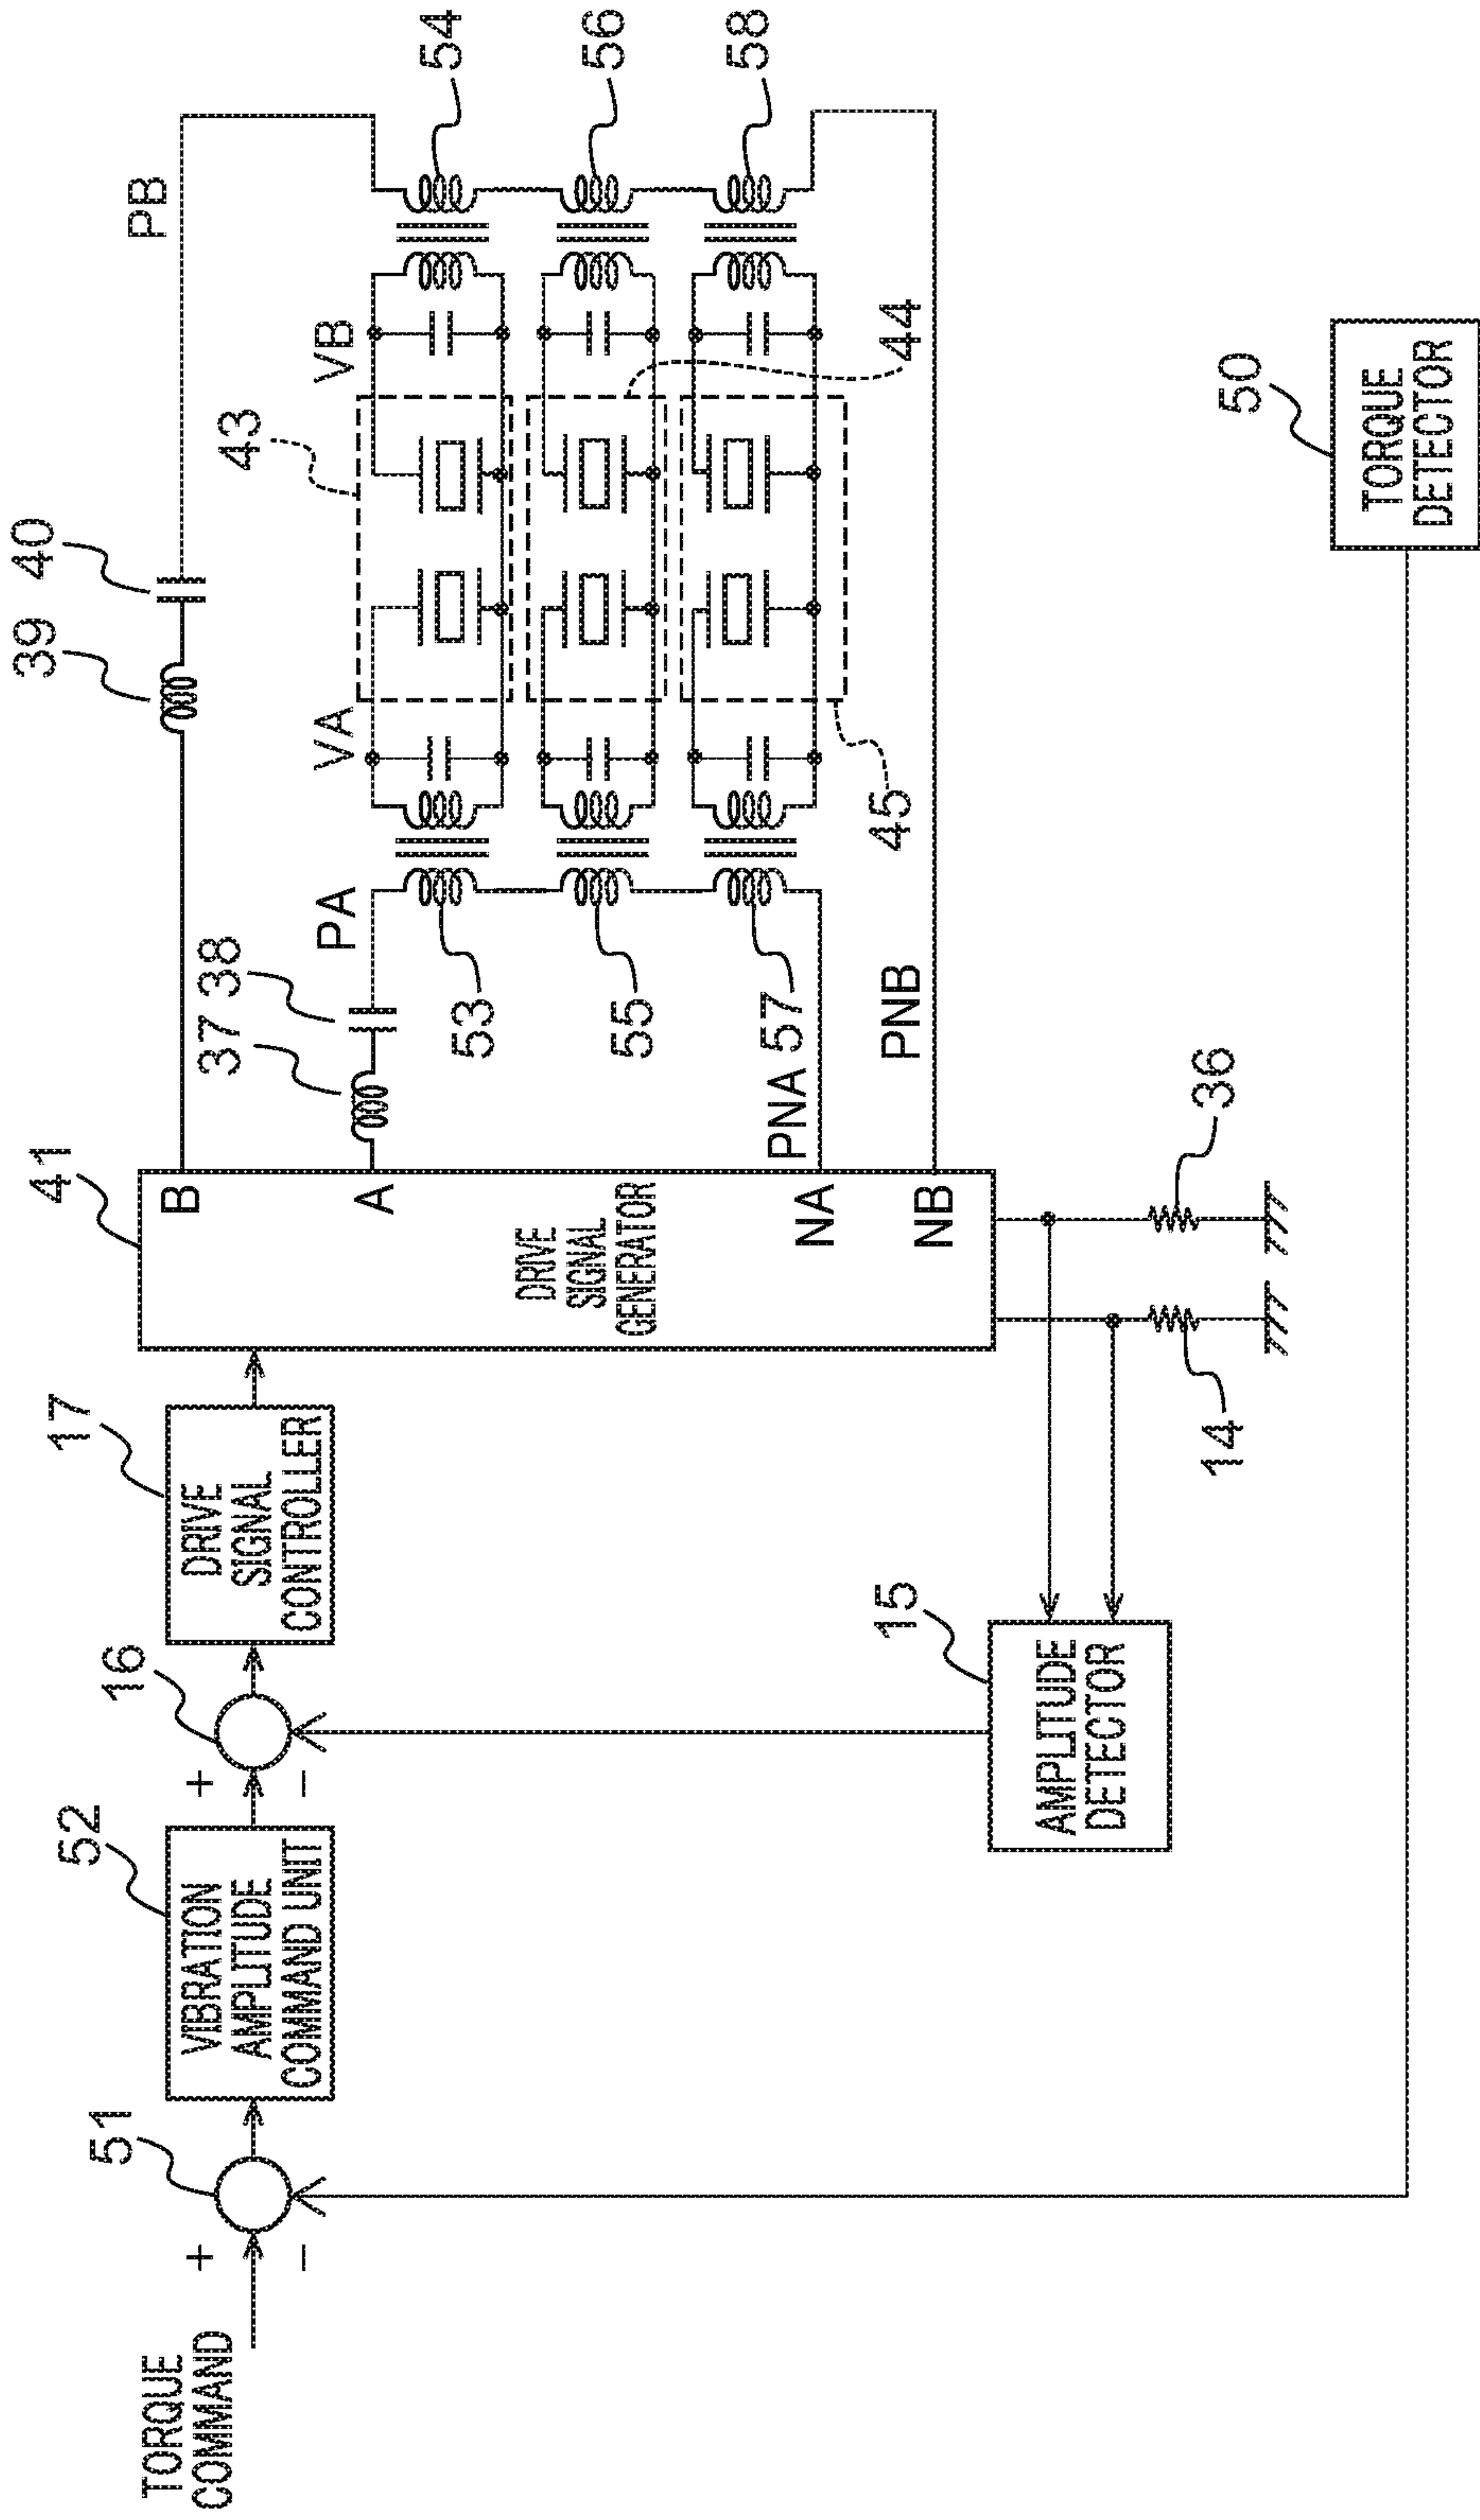 TORQUE
COMMAND
+
−
51
VIBRATION
AMPLITUDE
COMMAND UNIT
52
+
−
16
DRIVE
SIGNAL
CONTROLLER
17
41
B
A
DRIVE
SIGNAL
GENERATOR
NA
NB
15
AMPLITUDE
DETECTOR
14
36
37
38
39
40
PA
PB
PNA
PNB
53
55
57
VA
VB
43
44
45
54
56
58
50
TORQUE
DETECTOR